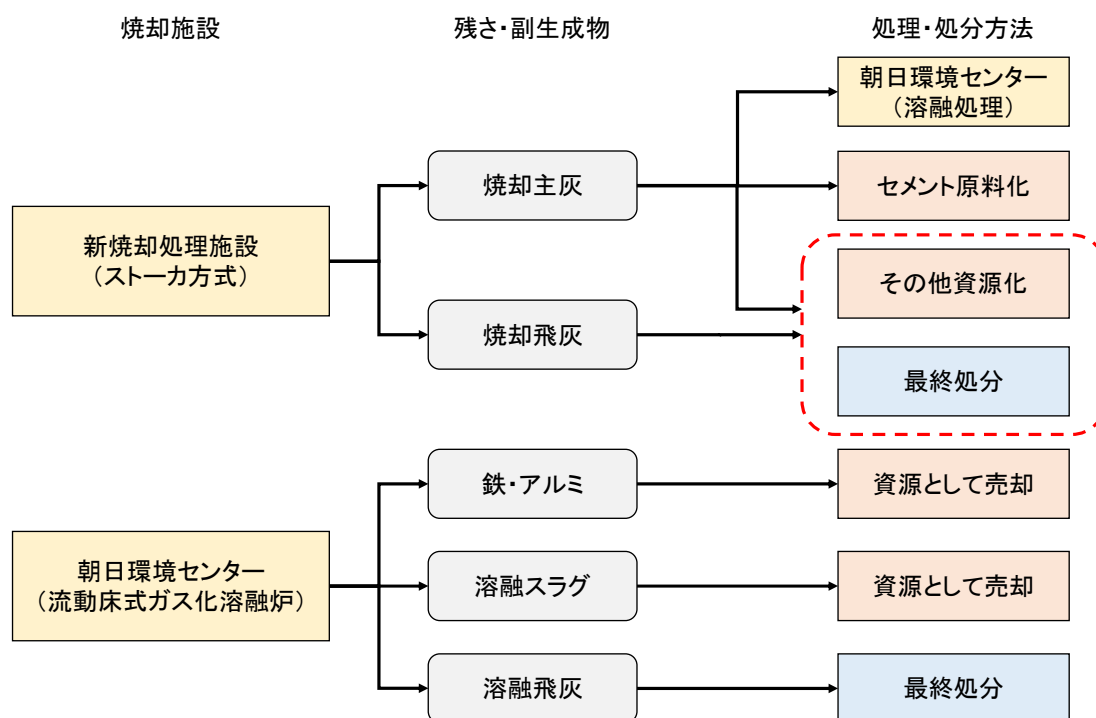 焼却施設
残さ・副生成物
処理・処分方法
朝日環境センター
（溶融処理）
焼却主灰
セメント原料化
新焼却処理施設
（ストーカ方式）
その他資源化
焼却飛灰
最終処分
鉄・アルミ
資源として売却
朝日環境センター
（流動床式ガス化溶融炉）
溶融スラグ
資源として売却
溶融飛灰
最終処分